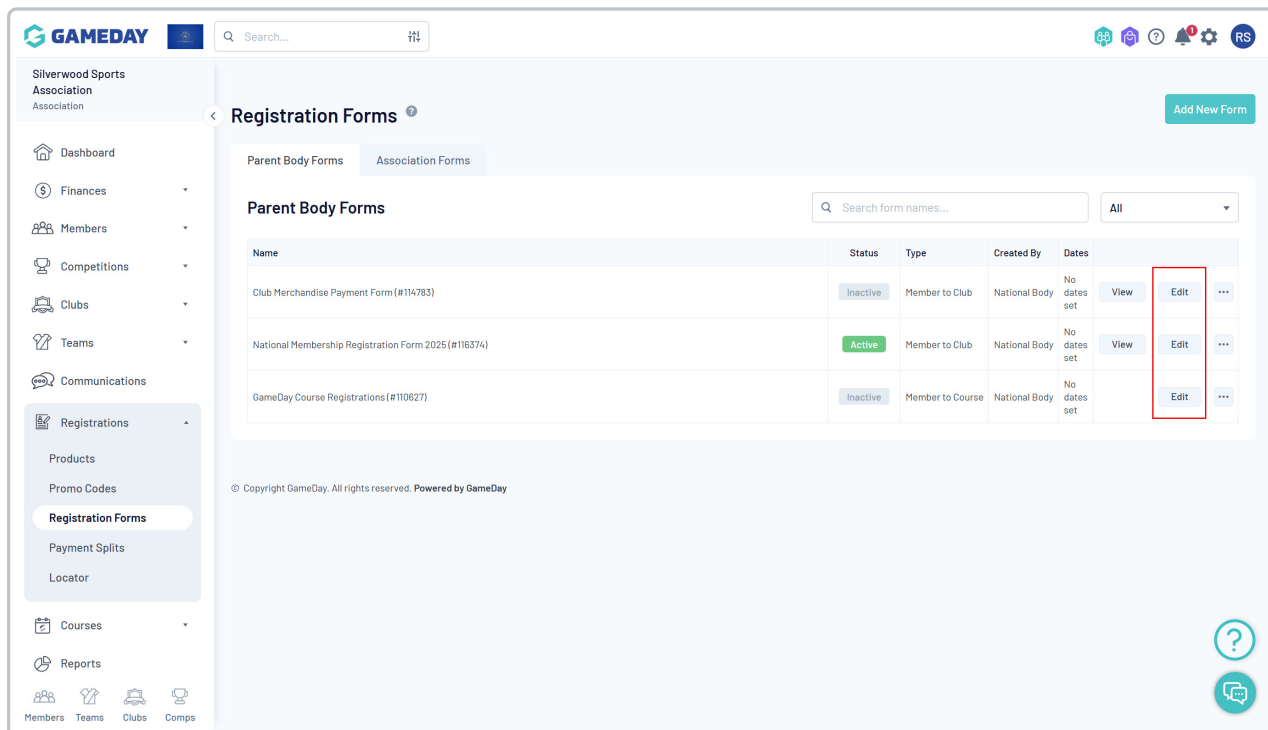 GAMEDAY
Search...
1
RS
Silverwood Sports
Association
Association
Registration Forms ?
Add New Form
Dashboard
Finances
Members
Competitions
Clubs
Teams
Communications
Registrations
Products
Promo Codes
Registration Forms
Payment Splits
Locator
Courses
Reports
Members Teams Clubs Comps
Parent Body Forms Association Forms
Parent Body Forms
Search form names...
All
Name Status Type Created By Dates
Club Merchandise Payment Form (#114783) Inactive Member to Club National Body No dates set View Edit ...
National Membership Registration Form 2025 (#116374) Active Member to Club National Body No dates set View Edit ...
GameDay Course Registrations (#110627) Inactive Member to Course National Body No dates set Edit ...
© Copyright GameDay. All rights reserved. Powered by GameDay
?